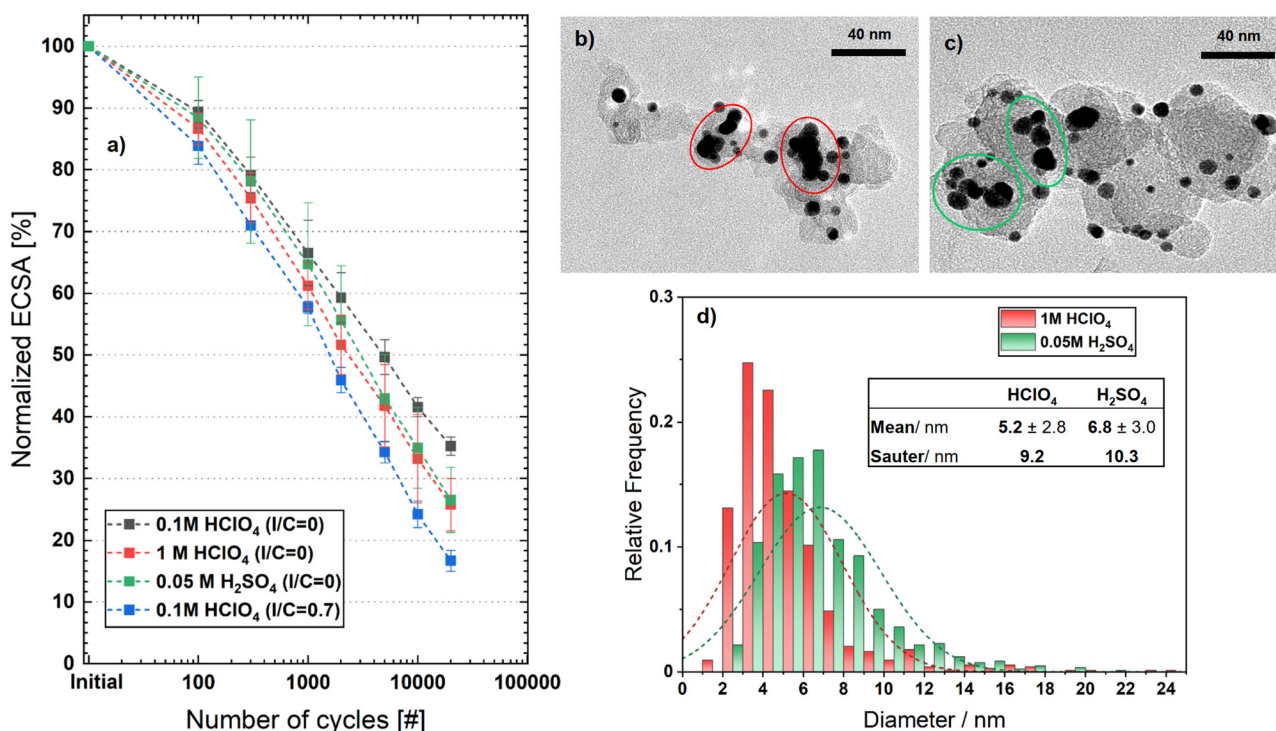 a)
Normalized ECSA [%]
100
90
80
70
60
50
40
30
20
10
0
0.1M HClO₄ (I/C=0)
1 M HClO₄ (I/C=0)
0.05 M H₂SO₄ (I/C=0)
0.1M HClO₄ (I/C=0.7)
Initial 100 1000 10000 100000
Number of cycles [#]
b)
40 nm
c)
40 nm
d)
Relative Frequency
0.3
0.2
0.1
0
1M HClO₄
0.05M H₂SO₄
HClO₄ H₂SO₄
Mean/ nm 5.2 ± 2.8 6.8 ± 3.0
Sauter/ nm 9.2 10.3
0 2 4 6 8 10 12 14 16 18 20 22 24
Diameter / nm